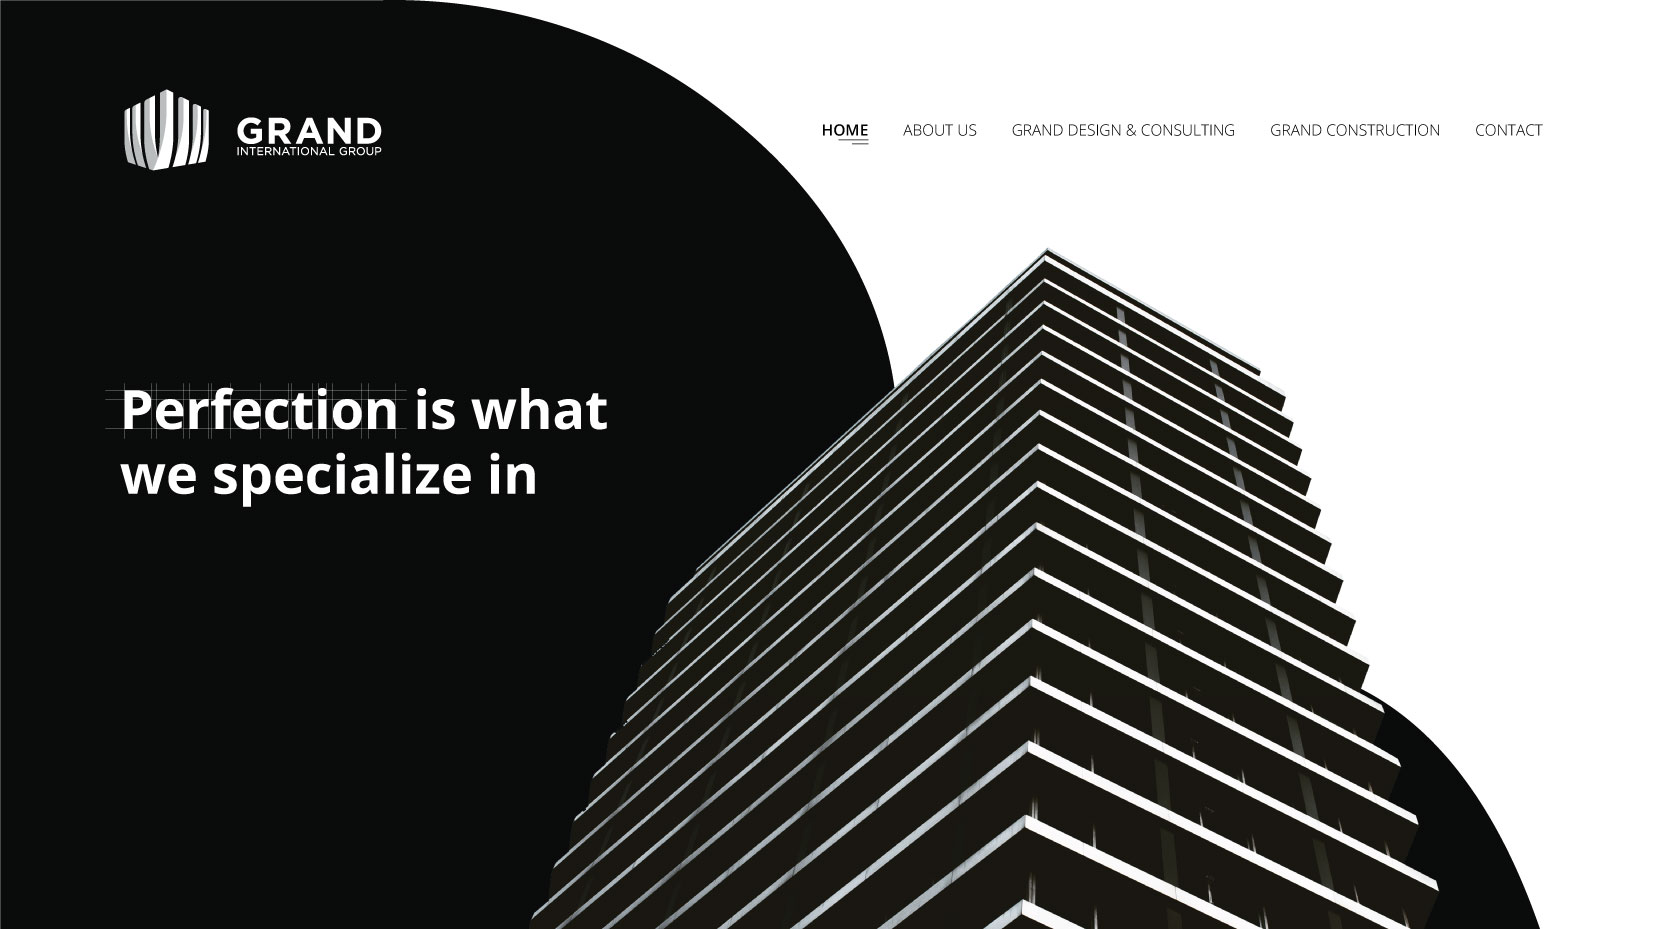 GRAND
INTERNATIONAL GROUP
HOME
ABOUT US
GRAND DESIGN & CONSULTING
GRAND CONSTRUCTION
CONTACT
Perfection is what
we specialize in